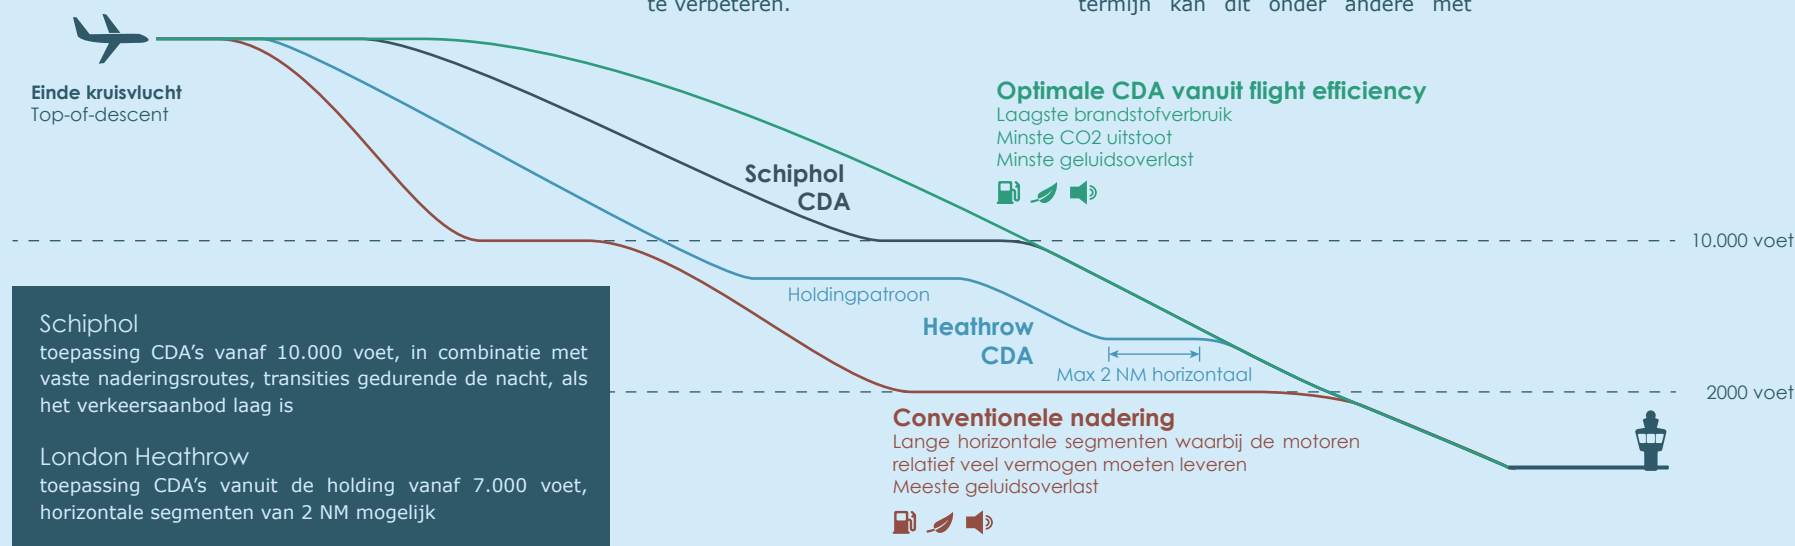 te verbeteren.
termijn kan dit onder andere met
Einde kruisvlucht
Top-of-descent
Optimale CDA vanuit flight efficiency
Laagste brandstofverbruik
Minste CO2 uitstoot
Minste geluidsoverlast
Schiphol
CDA
10.000 voet
Holdingpatroon
Heathrow
CDA
Max 2 NM horizontaal
2000 voet
Conventionele nadering
Lange horizontale segmenten waarbij de motoren
relatief veel vermogen moeten leveren
Meeste geluidsoverlast
Schiphol
toepassing CDA's vanaf 10.000 voet, in combinatie met
vaste naderingsroutes, transities gedurende de nacht, als
het verkeersaanbod laag is
London Heathrow
toepassing CDA's vanuit de holding vanaf 7.000 voet,
horizontale segmenten van 2 NM mogelijk